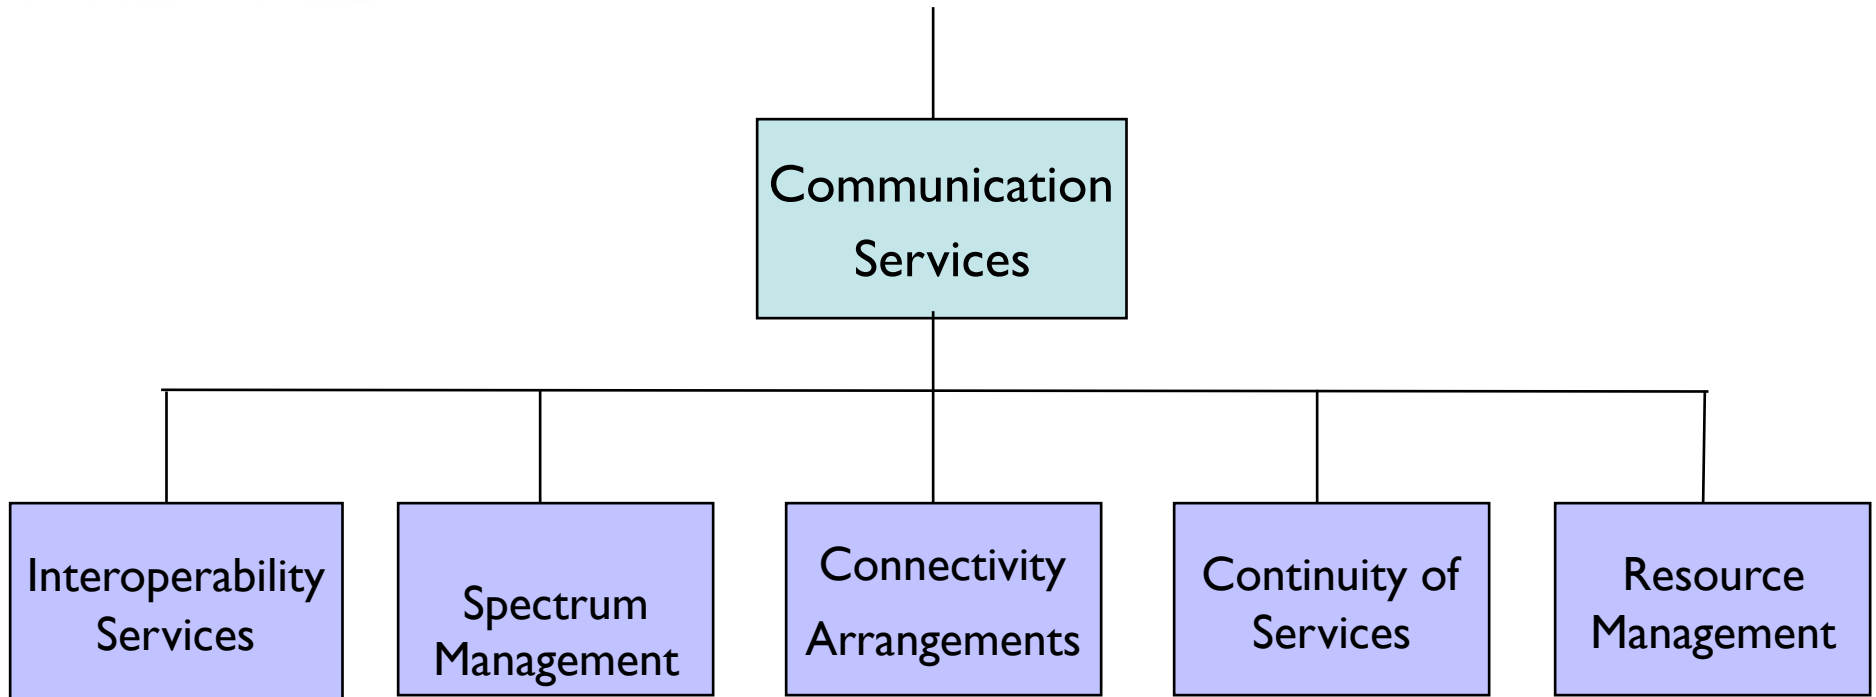 Communication
Services
Interoperability
Services
Spectrum
Management
Connectivity
Arrangements
Continuity of
Services
Resource
Management